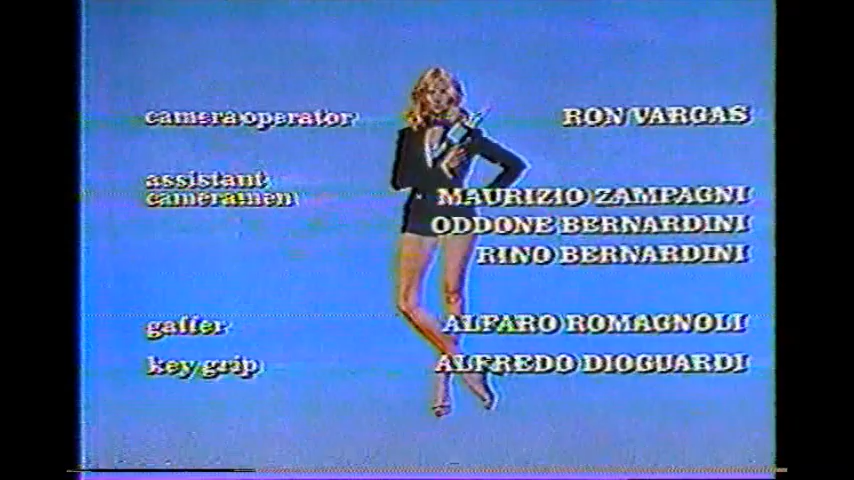 camera operator RON VARGAS
assistant
cameramen MAURIZIO ZAMPAGNI
ODDONE BERNARDINI
RINO BERNARDINI
gaffer ALFARO ROMAGNOLI
key grip ALFREDO DIOGUARDI